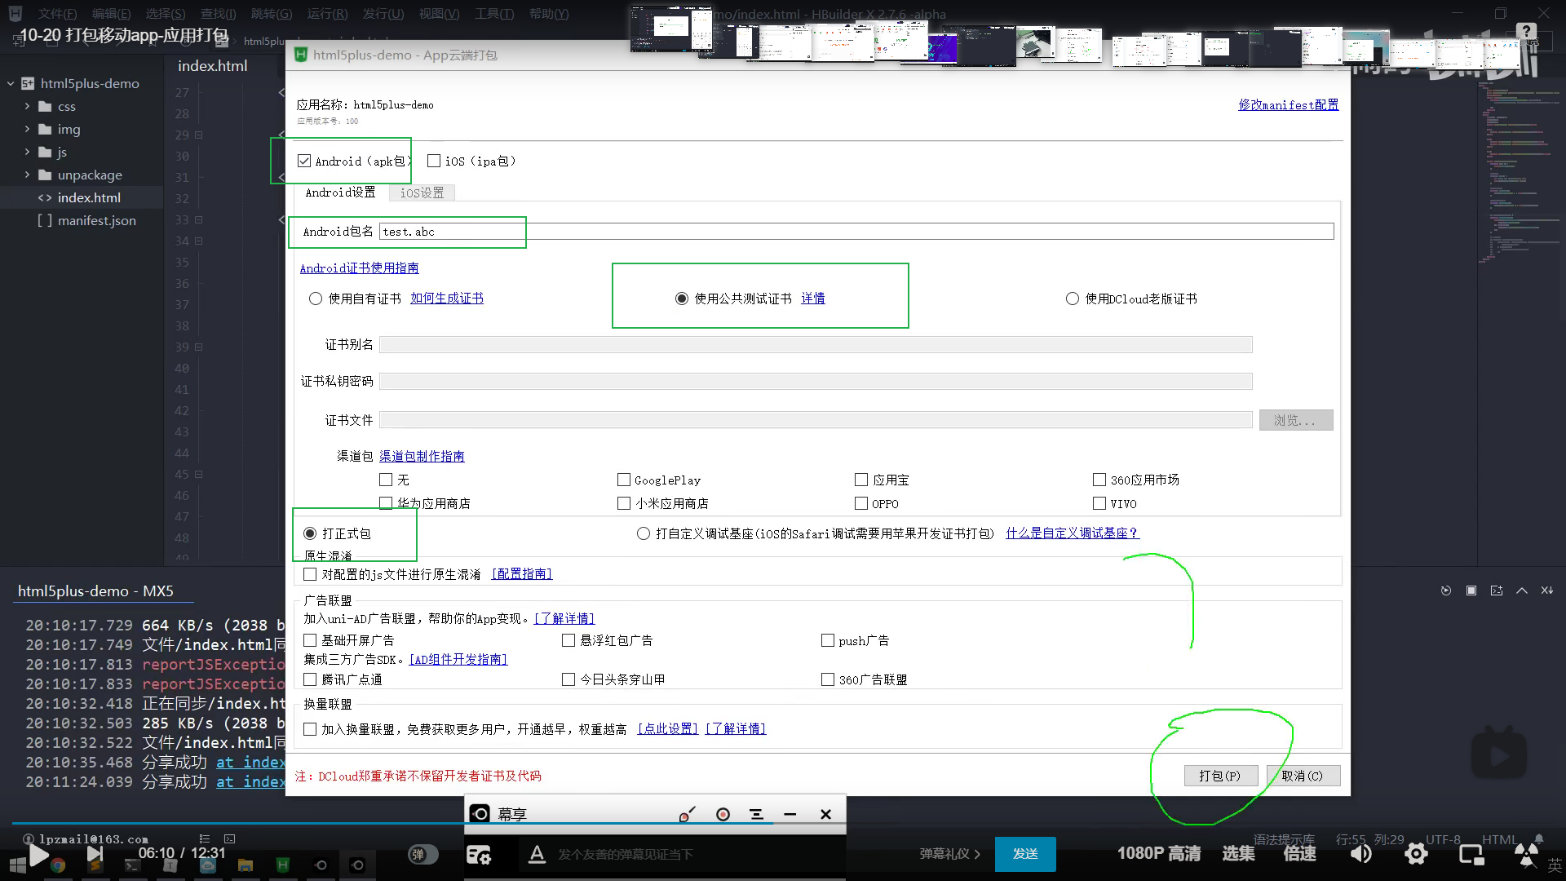 文件(F) 编辑(E) 选择(S) 查找(I) 跳转(G) 运行(R) 发行(U) 视图(V) 工具(T) 帮助(Y)
mo/index.html - HBuilder X 2.7.6 -alpha
10-20 打包移动app-应用打包
html5plus-demo
css
img
js
unpackage
<> index.html
[ ] manifest.json
index.html
27
28
29
30
31
32
33
34
35
36
37
38
39
40
41
42
43
44
45
46
47
48
49
html5plus-demo - App云端打包
应用名称: html5plus-demo
修改manifest配置
应用版本号: 100
Android (apk包) iOS (ipa包)
Android设置 iOS设置
Android包名 test.abc
Android证书使用指南
使用自有证书 如何生成证书 使用公共测试证书 详情 使用DCloud老版证书
证书别名
证书私钥密码
证书文件 浏览...
渠道包 渠道包制作指南
无 GooglePlay 应用宝 360应用市场
华为应用商店 小米应用商店 OPPO VIVO
打正式包 打自定义调试基座(iOS的Safari调试需要用苹果开发证书打包) 什么是自定义调试基座?
原生混淆
对配置的js文件进行原生混淆 [配置指南]
广告联盟
加入uni-AD广告联盟，帮助你的App变现。[了解详情]
基础开屏广告 悬浮红包广告 push广告
集成三方广告SDK。[AD组件开发指南]
腾讯广点通 今日头条穿山甲 360广告联盟
换量联盟
加入换量联盟，免费获取更多用户，开通越早，权重越高 [点此设置] [了解详情]
注：DCloud郑重承诺不保留开发者证书及代码
打包(P) 取消(C)
html5plus-demo - MX5
20:10:17.729 664 KB/s (2038 b
20:10:17.749 文件/index.html同
20:10:17.813 reportJSExceptio
20:10:17.833 reportJSExceptio
20:10:32.418 正在同步/index.ht
20:10:32.503 285 KB/s (2038 b
20:10:32.522 文件/index.html同
20:10:35.468 分享成功 at index
20:11:24.039 分享成功 at index
幕享
lpzmail@163.com
语法提示库 行:55 列:29 UTF-8 HTML
06:10 / 12:31
弹
发个友善的弹幕见证当下
弹幕礼仪 >
发送
1080P 高清 选集 倍速
英